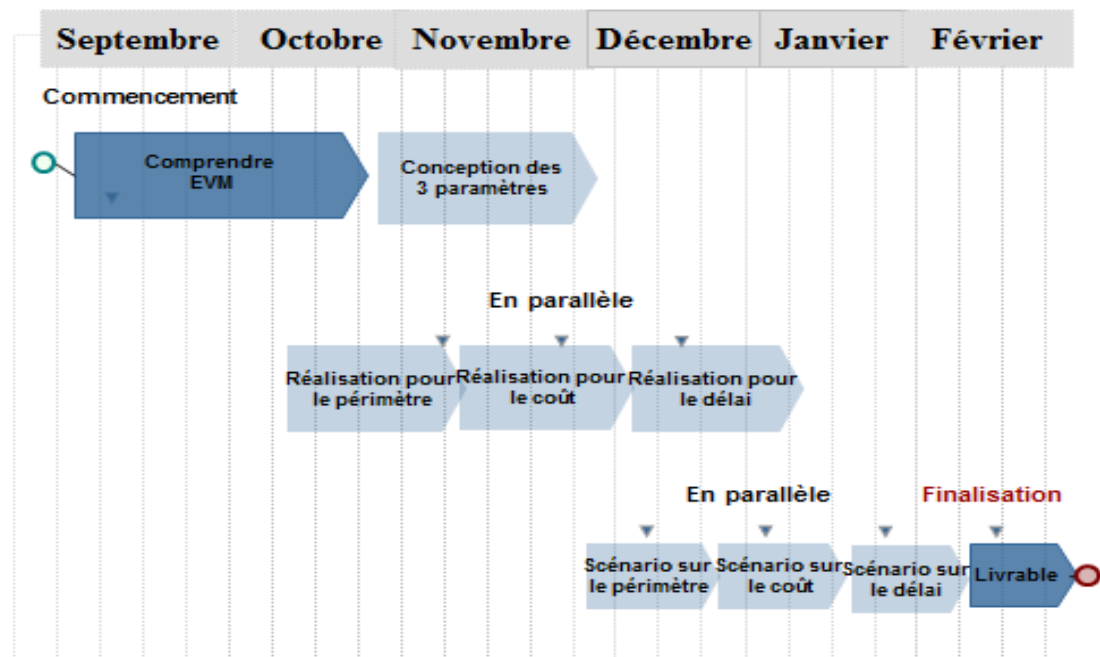 Septembre Octobre Novembre Décembre Janvier Février
Commencement
Comprendre
EVM
Conception des
3 paramètres
En parallèle
Réalisation pour
le périmètre
Réalisation pour
le coût
Réalisation pour
le délai
En parallèle
Finalisation
Scénario sur
le périmètre
Scénario sur
le coût
Scénario sur
le délai
Livrable